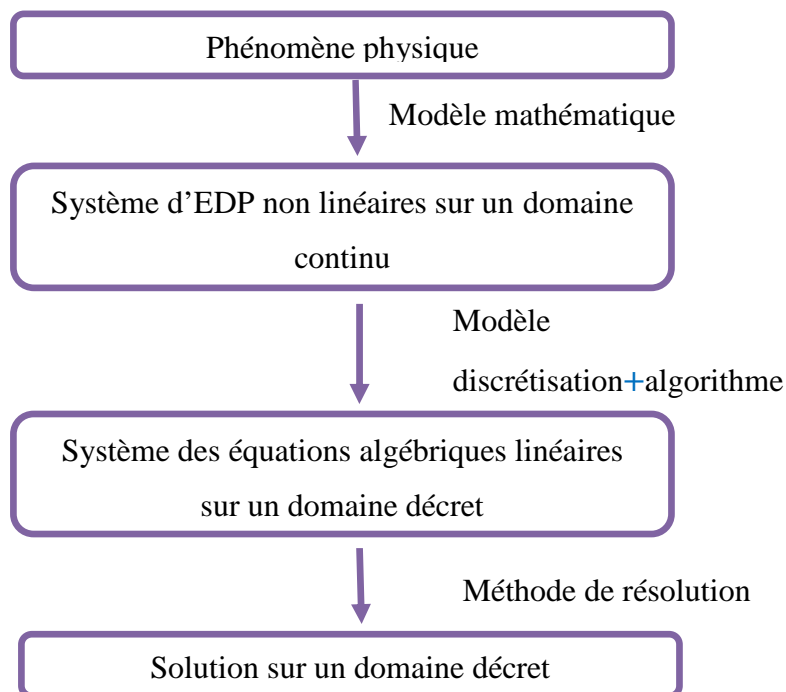 Phénomène physique
Modèle mathématique
Système d’EDP non linéaires sur un domaine
continu
Modèle
discrétisation+algorithme
Système des équations algébriques linéaires
sur un domaine décret
Méthode de résolution
Solution sur un domaine décret